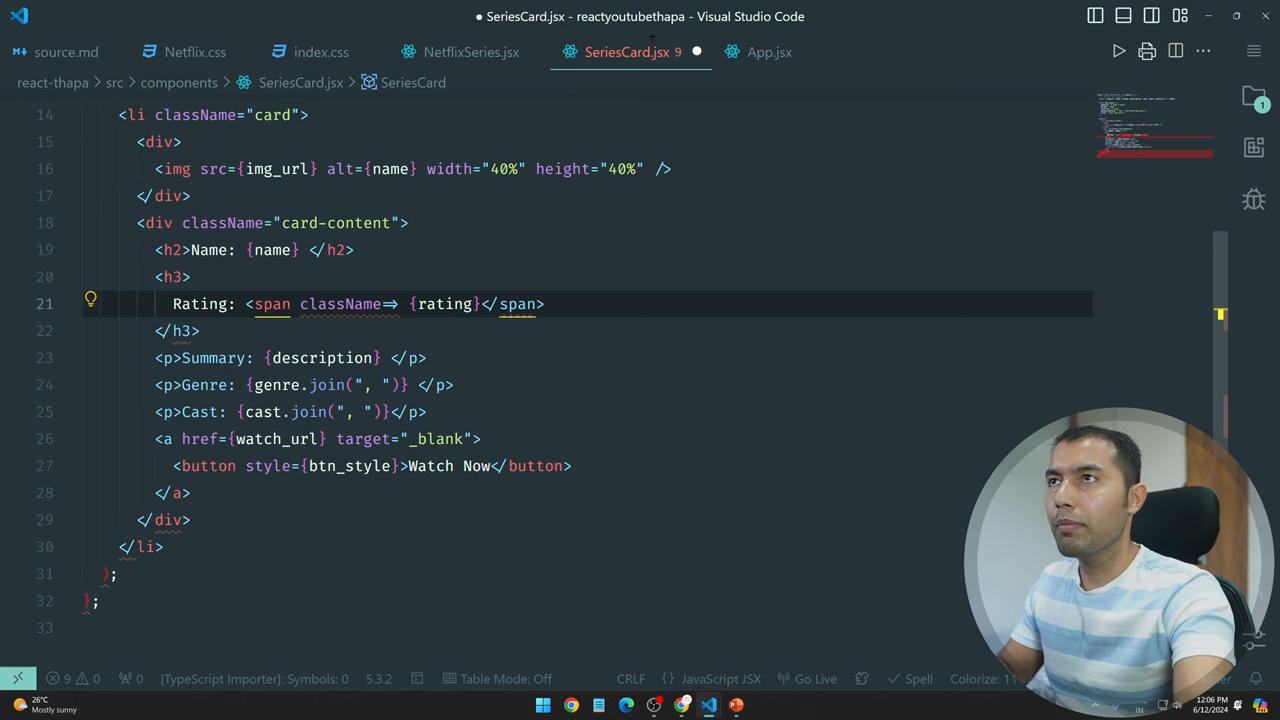 ● SeriesCard.jsx - reactyoutubethapa - Visual Studio Code
source.md Netflix.css index.css NetflixSeries.jsx SeriesCard.jsx 9 ● App.jsx
react-thapa > src > components > SeriesCard.jsx > SeriesCard
1
14 <li className="card">
15 <div>
16 <img src={img_url} alt={name} width="40%" height="40%" />
17 </div>
18 <div className="card-content">
19 <h2>Name: {name} </h2>
20 <h3>
21 Rating: <span className=> {rating}</span>
22 </h3>
23 <p>Summary: {description} </p>
24 <p>Genre: {genre.join(", ")} </p>
25 <p>Cast: {cast.join(", ")}</p>
26 <a href={watch_url} target="_blank">
27 <button style={btn_style}>Watch Now</button>
28 </a>
29 </div>
30 </li>
31 );
32 };
33
9 0 0 [TypeScript Importer]: Symbols: 0 5.3.2 Table Mode: Off CRLF {} JavaScript JSX Go Live Spell Colorize: 11
26°C
Mostly sunny
IN
12:06 PM
6/12/2024